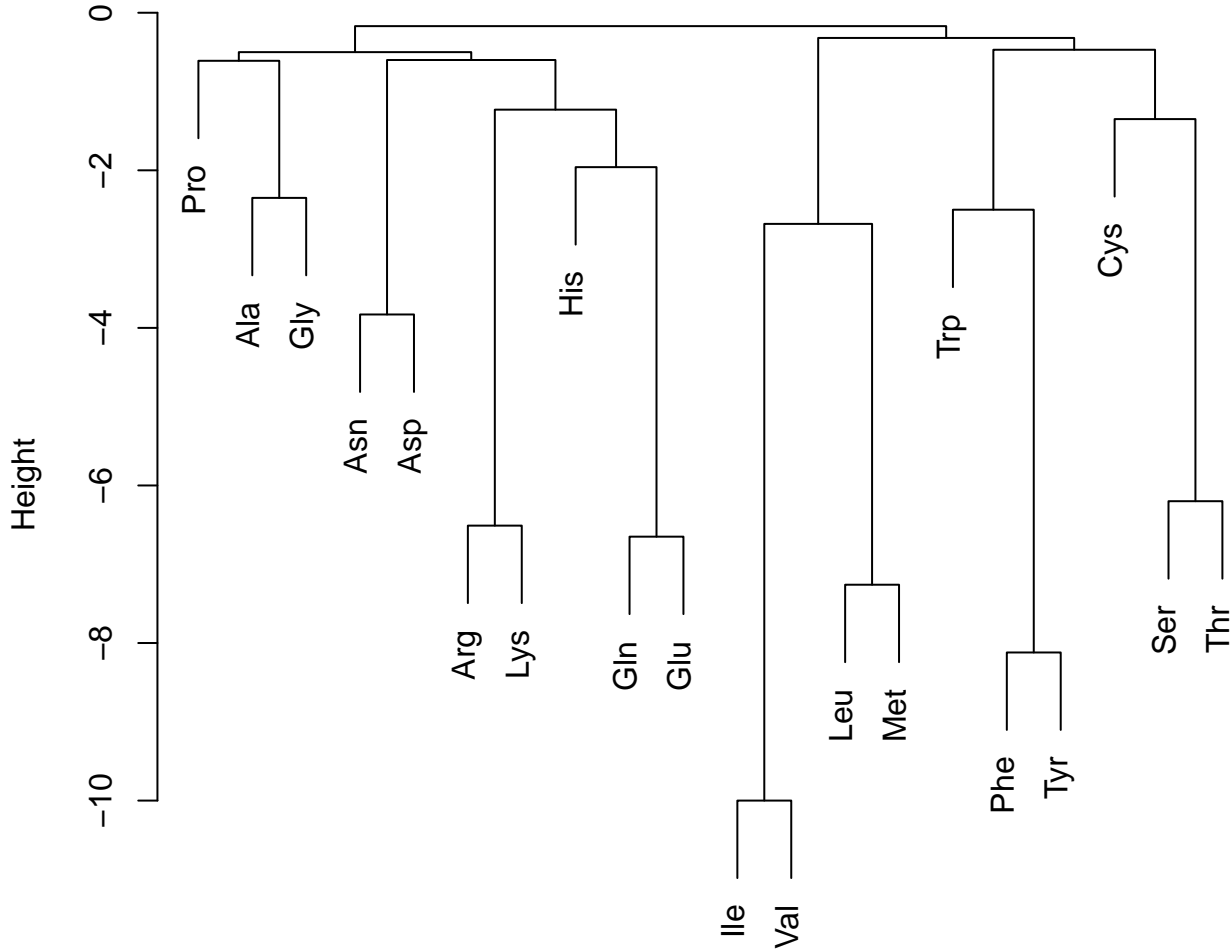 Height
0
−2
−4
−6
−8
−10
Pro
Ala
Gly
Asn
Asp
Arg
Lys
His
Gln
Glu
Ile
Val
Leu
Met
Trp
Phe
Tyr
Cys
Ser
Thr